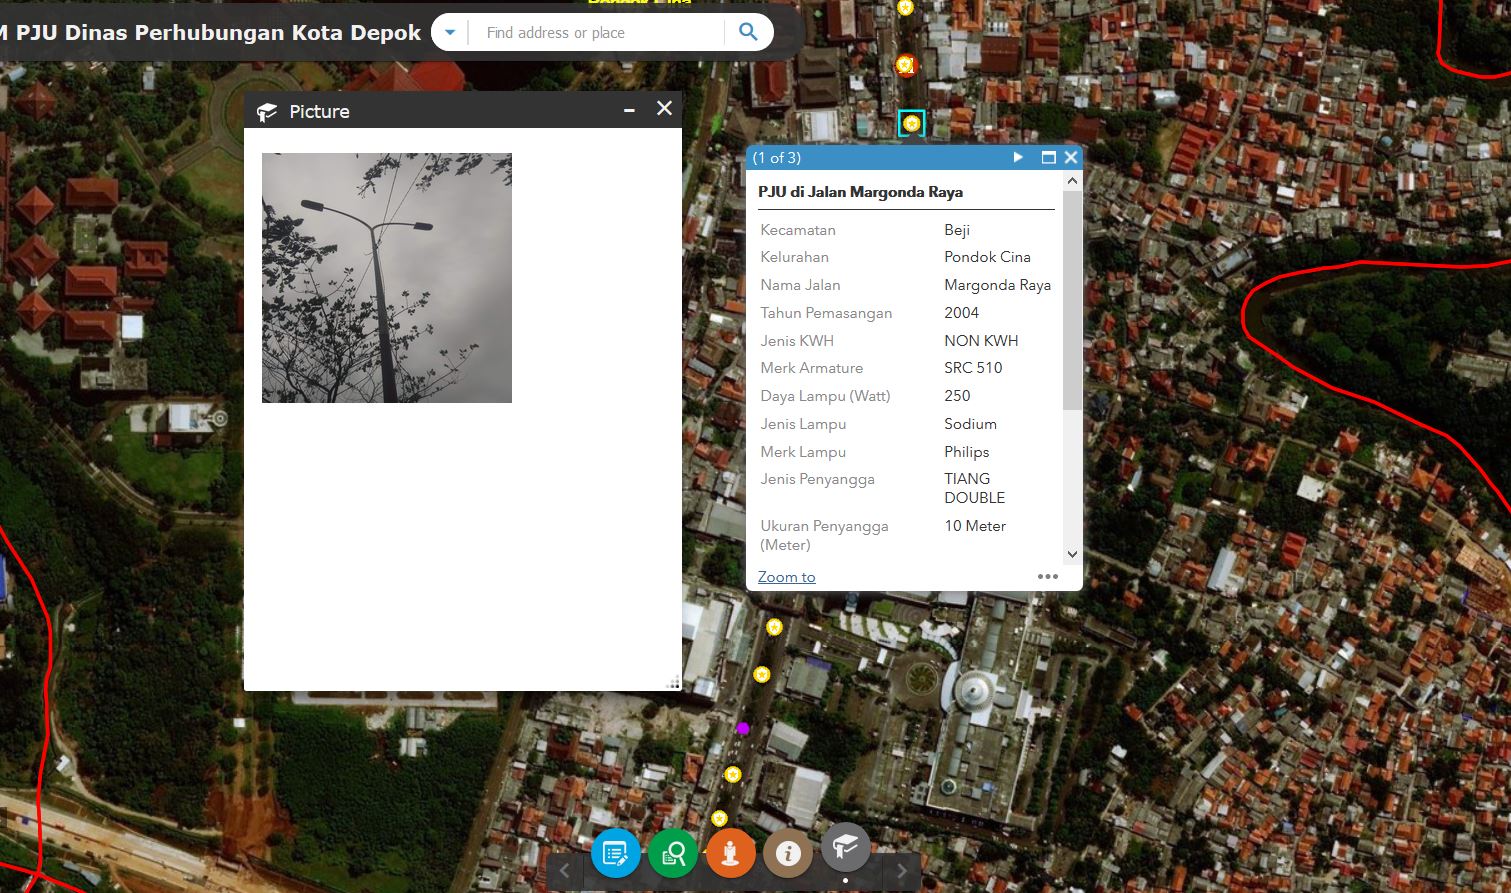 Pondok Cina
M PJU Dinas Perhubungan Kota Depok
Find address or place
Picture
(1 of 3)
PJU di Jalan Margonda Raya
Kecamatan Beji
Kelurahan Pondok Cina
Nama Jalan Margonda Raya
Tahun Pemasangan 2004
Jenis KWH NON KWH
Merk Armature SRC 510
Daya Lampu (Watt) 250
Jenis Lampu Sodium
Merk Lampu Philips
Jenis Penyangga TIANG
DOUBLE
Ukuran Penyangga 10 Meter
(Meter)
Zoom to